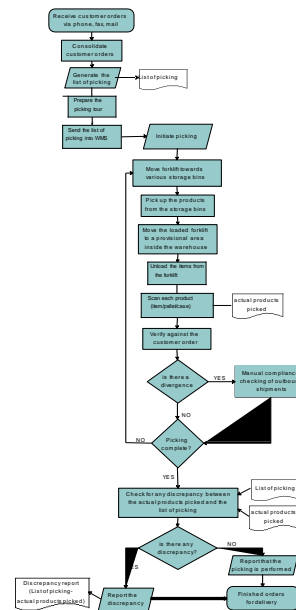 Receive customer orders
via phone, fax, mail
Consolidate
customer orders
Generate the
list of picking
List of picking
Prepare the
picking tour
Send the list of
picking into WMS
Initiate picking
Move forklift towards
various storage bins
Pick up the products
from the storage bins
Move the loaded forklift
to a provisional area
inside the warehouse
Unload the items from
the forklift
Scan each product
(item/pallet/case)
actual products
picked
Verify against the
customer order
is there a
divergence
YES
Manual compliance
checking of outbou
shipments
NO
Picking
complete?
NO
YES
Check for any discrepancy between
the actual products picked and the
list of picking
List of picking
actual products
picked
is there any
discrepancy?
NO
ES
Report that the
picking is performed
Discrepancy report
(List of picking-
actual products picked)
Report the
discrepancy
Finished orders
for delivery